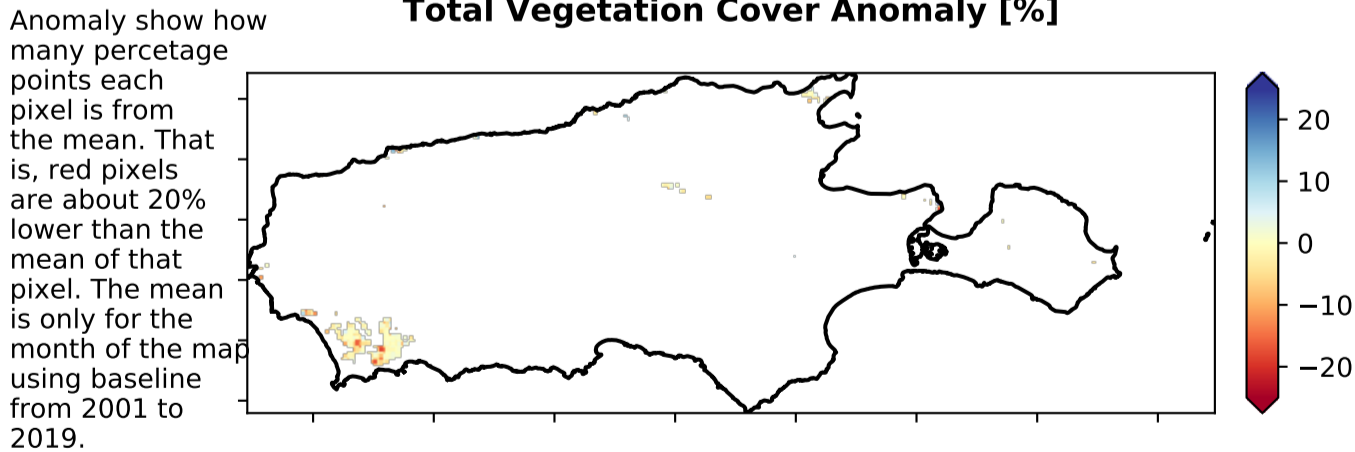 Total Vegetation Cover Anomaly [%]
Anomaly show how
many percetage
points each
pixel is from
the mean. That
is, red pixels
are about 20%
lower than the
mean of that
pixel. The mean
is only for the
month of the map
using baseline
from 2001 to
2019.
20
10
0
−10
−20